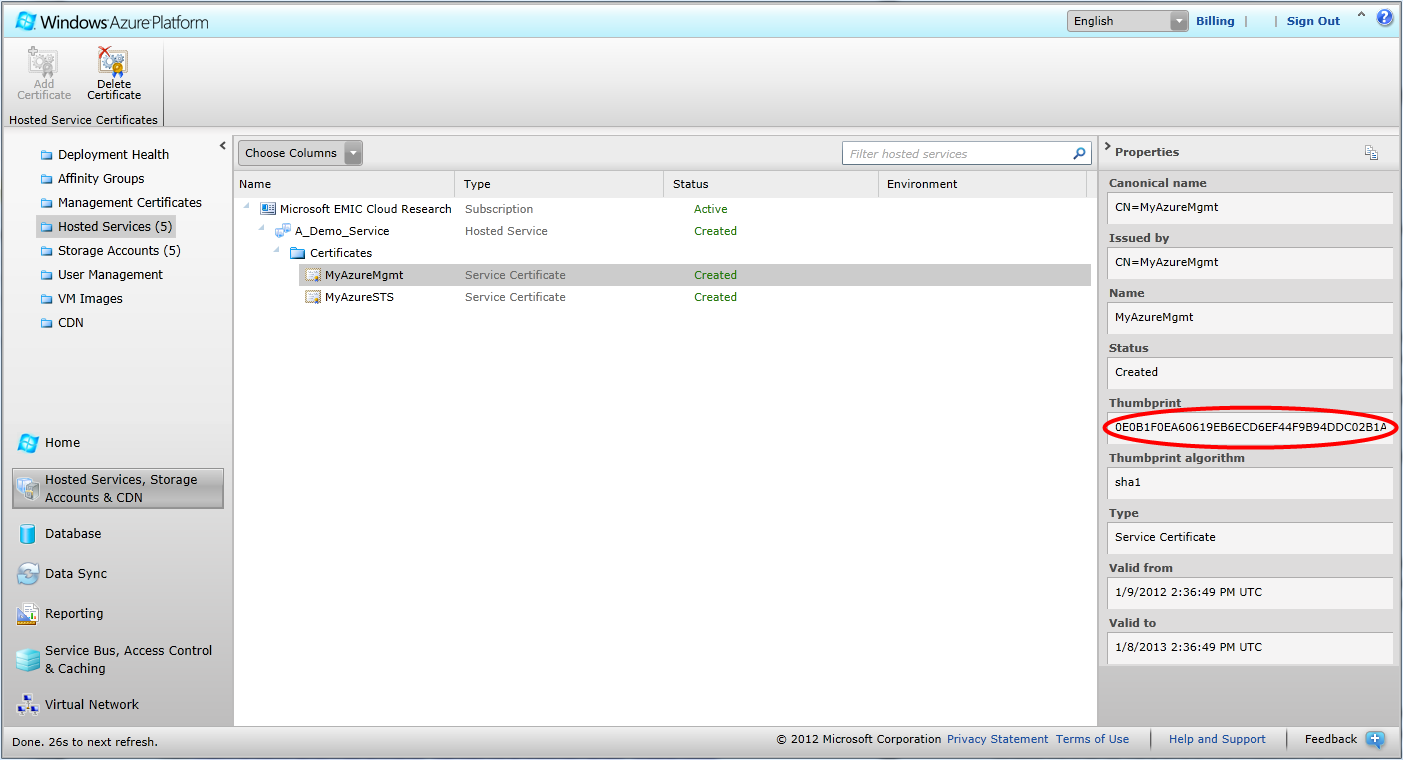 Windows Azure Platform
English
Billing | | Sign Out
Add
Certificate
Delete
Certificate
Hosted Service Certificates
Deployment Health
Affinity Groups
Management Certificates
Hosted Services (5)
Storage Accounts (5)
User Management
VM Images
CDN
Home
Hosted Services, Storage
Accounts & CDN
Database
Data Sync
Reporting
Service Bus, Access Control
& Caching
Virtual Network
Choose Columns
Filter hosted services
Name Type Status Environment
Microsoft EMIC Cloud Research Subscription Active
A_Demo_Service Hosted Service Created
Certificates
MyAzureMgmt Service Certificate Created
MyAzureSTS Service Certificate Created
Properties
Canonical name
CN=MyAzureMgmt
Issued by
CN=MyAzureMgmt
Name
MyAzureMgmt
Status
Created
Thumbprint
0E0B1F0EA60619EB6ECD6EF44F9B94DDC02B1A
Thumbprint algorithm
sha1
Type
Service Certificate
Valid from
1/9/2012 2:36:49 PM UTC
Valid to
1/8/2013 2:36:49 PM UTC
Done. 26s to next refresh.
© 2012 Microsoft Corporation Privacy Statement Terms of Use | Help and Support | Feedback